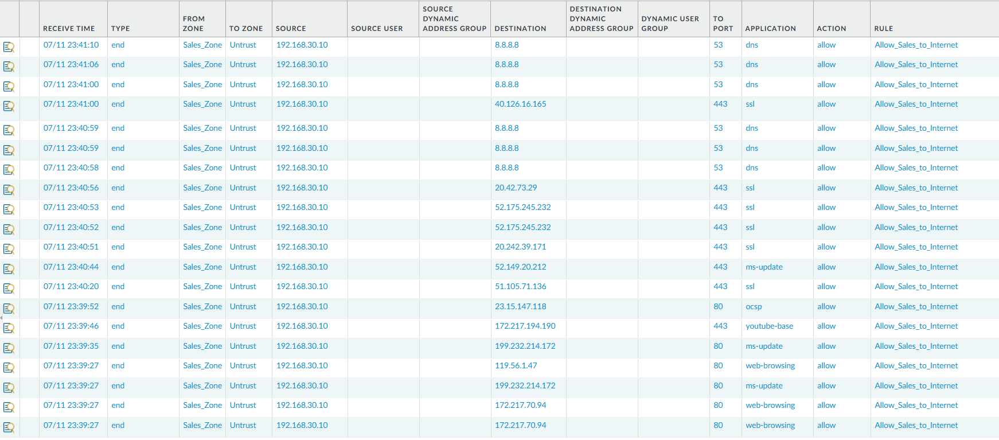 RECEIVE TIME TYPE FROM ZONE TO ZONE SOURCE SOURCE USER SOURCE DYNAMIC ADDRESS GROUP DESTINATION DESTINATION DYNAMIC ADDRESS GROUP DYNAMIC USER GROUP TO PORT APPLICATION ACTION RULE
07/11 23:41:10 end Sales_Zone Untrust 192.168.30.10 8.8.8.8 53 dns allow Allow_Sales_to_Internet
07/11 23:41:06 end Sales_Zone Untrust 192.168.30.10 8.8.8.8 53 dns allow Allow_Sales_to_Internet
07/11 23:41:00 end Sales_Zone Untrust 192.168.30.10 8.8.8.8 53 dns allow Allow_Sales_to_Internet
07/11 23:41:00 end Sales_Zone Untrust 192.168.30.10 40.126.16.165 443 ssl allow Allow_Sales_to_Internet
07/11 23:40:59 end Sales_Zone Untrust 192.168.30.10 8.8.8.8 53 dns allow Allow_Sales_to_Internet
07/11 23:40:59 end Sales_Zone Untrust 192.168.30.10 8.8.8.8 53 dns allow Allow_Sales_to_Internet
07/11 23:40:58 end Sales_Zone Untrust 192.168.30.10 8.8.8.8 53 dns allow Allow_Sales_to_Internet
07/11 23:40:56 end Sales_Zone Untrust 192.168.30.10 20.42.73.29 443 ssl allow Allow_Sales_to_Internet
07/11 23:40:53 end Sales_Zone Untrust 192.168.30.10 52.175.245.232 443 ssl allow Allow_Sales_to_Internet
07/11 23:40:52 end Sales_Zone Untrust 192.168.30.10 52.175.245.232 443 ssl allow Allow_Sales_to_Internet
07/11 23:40:51 end Sales_Zone Untrust 192.168.30.10 20.242.39.171 443 ssl allow Allow_Sales_to_Internet
07/11 23:40:44 end Sales_Zone Untrust 192.168.30.10 52.149.20.212 443 ms-update allow Allow_Sales_to_Internet
07/11 23:40:20 end Sales_Zone Untrust 192.168.30.10 51.105.71.136 443 ssl allow Allow_Sales_to_Internet
07/11 23:39:52 end Sales_Zone Untrust 192.168.30.10 23.15.147.118 80 ocsp allow Allow_Sales_to_Internet
07/11 23:39:46 end Sales_Zone Untrust 192.168.30.10 172.217.194.190 443 youtube-base allow Allow_Sales_to_Internet
07/11 23:39:35 end Sales_Zone Untrust 192.168.30.10 199.232.214.172 80 ms-update allow Allow_Sales_to_Internet
07/11 23:39:27 end Sales_Zone Untrust 192.168.30.10 119.56.1.47 80 web-browsing allow Allow_Sales_to_Internet
07/11 23:39:27 end Sales_Zone Untrust 192.168.30.10 199.232.214.172 80 ms-update allow Allow_Sales_to_Internet
07/11 23:39:27 end Sales_Zone Untrust 192.168.30.10 172.217.70.94 80 web-browsing allow Allow_Sales_to_Internet
07/11 23:39:27 end Sales_Zone Untrust 192.168.30.10 172.217.70.94 80 web-browsing allow Allow_Sales_to_Internet